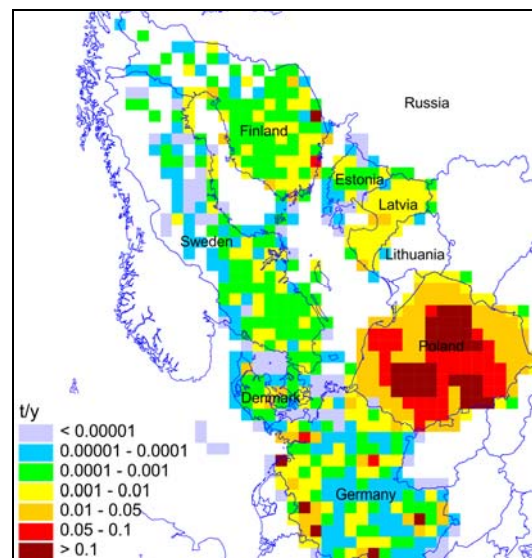 Russia
Finland
Estonia
Latvia
Lithuania
Sweden
Poland
Denmark
Germany
t/y
< 0.00001
0.00001 - 0.0001
0.0001 - 0.001
0.001 - 0.01
0.01 - 0.05
0.05 - 0.1
> 0.1